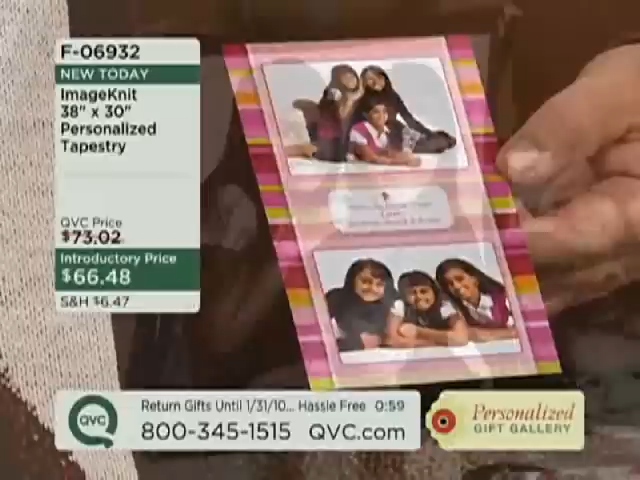 F-06932
NEW TODAY
ImageKnit
38" x 30"
Personalized
Tapestry
QVC Price
$73.02
Introductory Price
$66.48
S&H $6.47
QVC
Return Gifts Until 1/31/10... Hassle Free 0:59
800-345-1515 QVC.com
Personalized
GIFT GALLERY